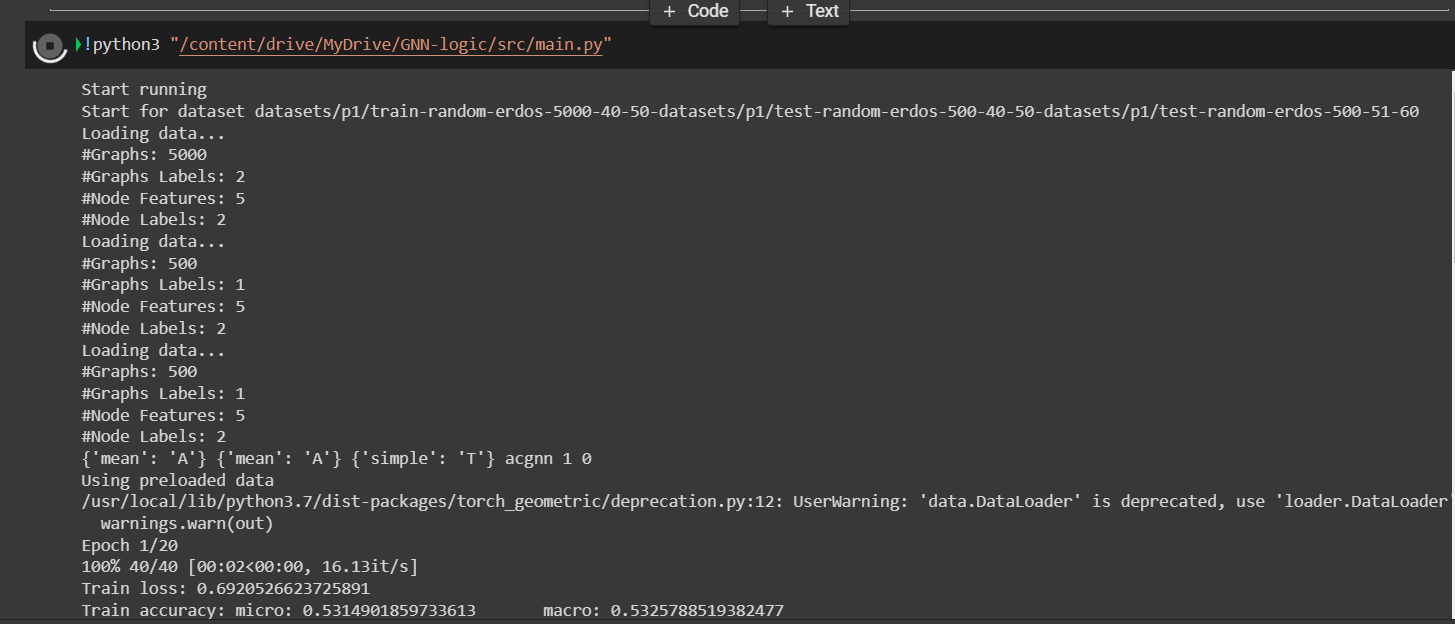 + Code + Text
!python3 "/content/drive/MyDrive/GNN-logic/src/main.py"
Start running
Start for dataset datasets/p1/train-random-erdos-5000-40-50-datasets/p1/test-random-erdos-500-40-50-datasets/p1/test-random-erdos-500-51-60
Loading data...
#Graphs: 5000
#Graphs Labels: 2
#Node Features: 5
#Node Labels: 2
Loading data...
#Graphs: 500
#Graphs Labels: 1
#Node Features: 5
#Node Labels: 2
Loading data...
#Graphs: 500
#Graphs Labels: 1
#Node Features: 5
#Node Labels: 2
{'mean': 'A'} {'mean': 'A'} {'simple': 'T'} acgnn 1 0
Using preloaded data
/usr/local/lib/python3.7/dist-packages/torch_geometric/deprecation.py:12: UserWarning: 'data.DataLoader' is deprecated, use 'loader.DataLoader'
warnings.warn(out)
Epoch 1/20
100% 40/40 [00:02<00:00, 16.13it/s]
Train loss: 0.6920526623725891
Train accuracy: micro: 0.5314901859733613 macro: 0.5325788519382477